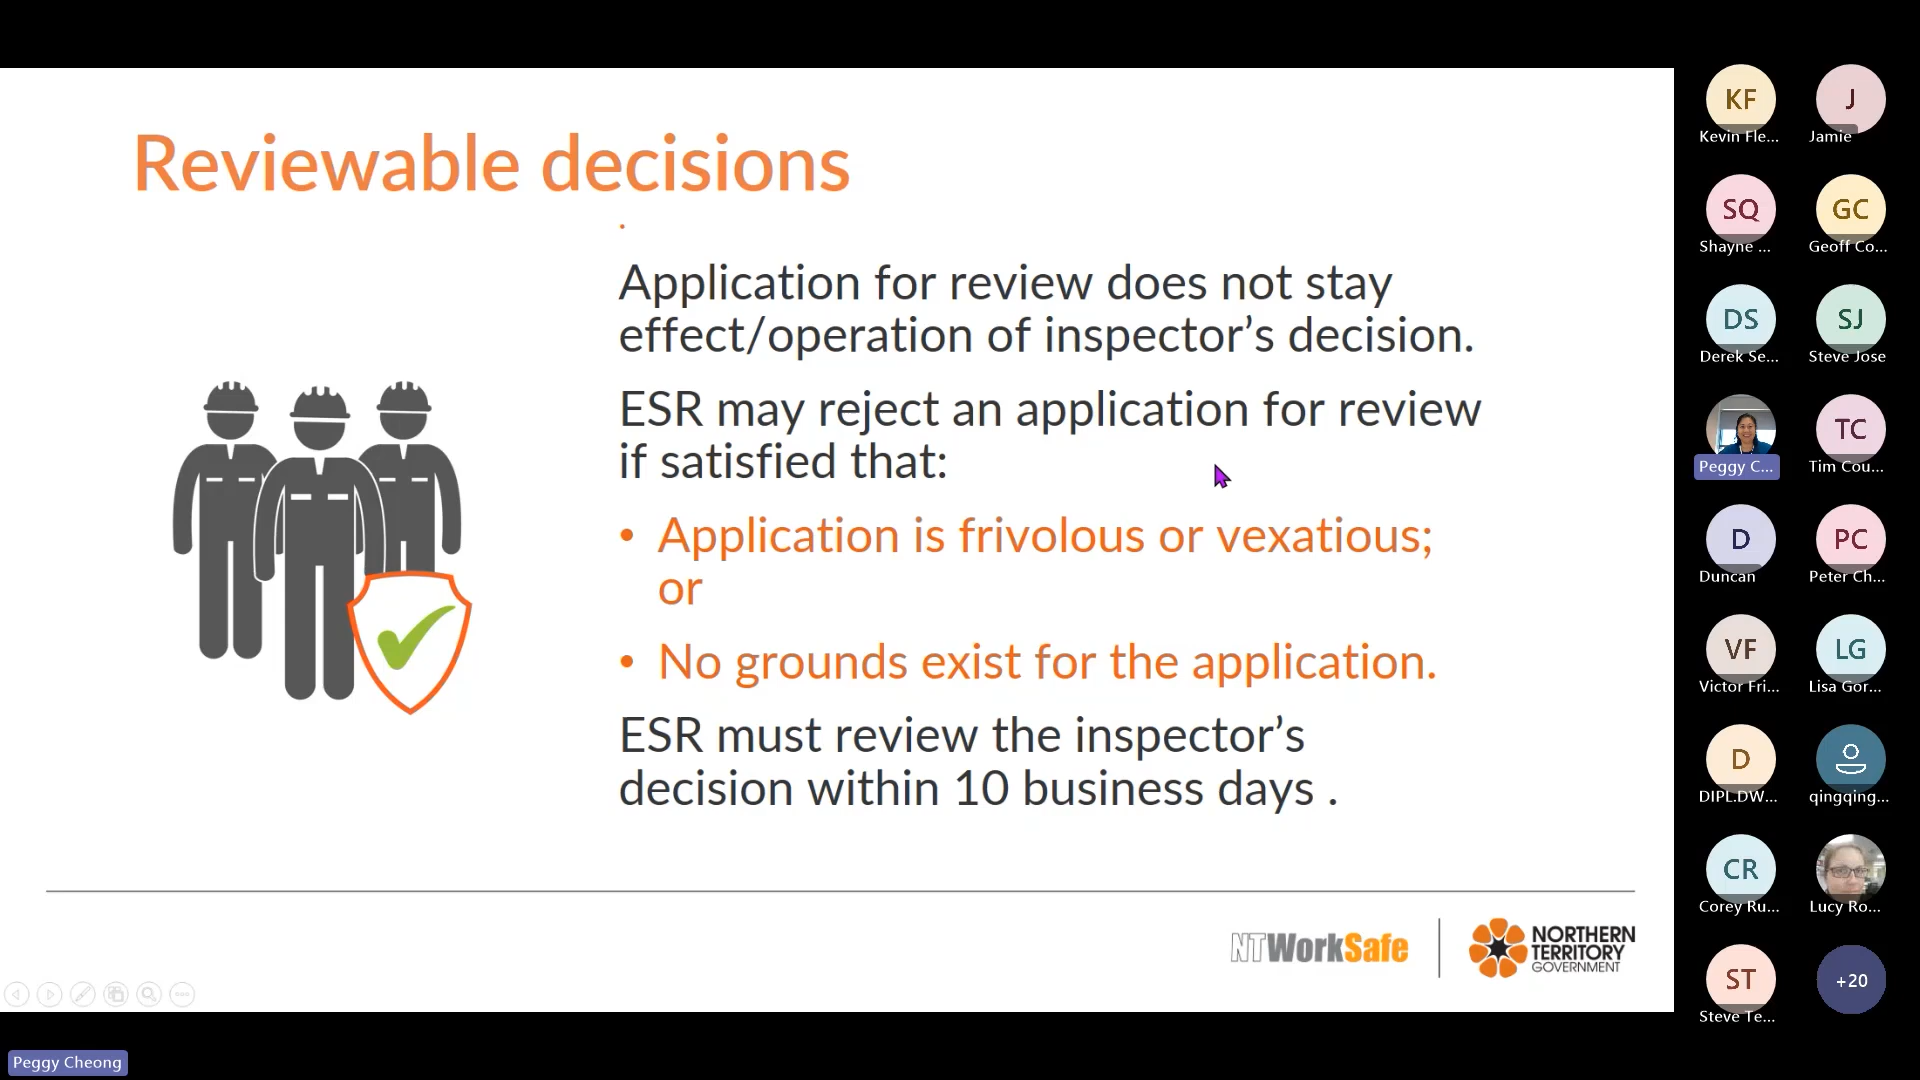 Reviewable decisions
.
Application for review does not stay
effect/operation of inspector’s decision.
ESR may reject an application for review
if satisfied that:
• Application is frivolous or vexatious;
or
• No grounds exist for the application.
ESR must review the inspector’s
decision within 10 business days .
NTWorkSafe
NORTHERN
TERRITORY
GOVERNMENT
Peggy Cheong
KF
Kevin Fle...
J
Jamie
SQ
Shayne ...
GC
Geoff Co...
DS
Derek Se...
SJ
Steve Jose
Peggy C...
TC
Tim Cou...
D
Duncan
PC
Peter Ch...
VF
Victor Fri...
LG
Lisa Gor...
D
DIPL.DW...
qingqing...
CR
Corey Ru...
Lucy Ro...
ST
Steve Te...
+20